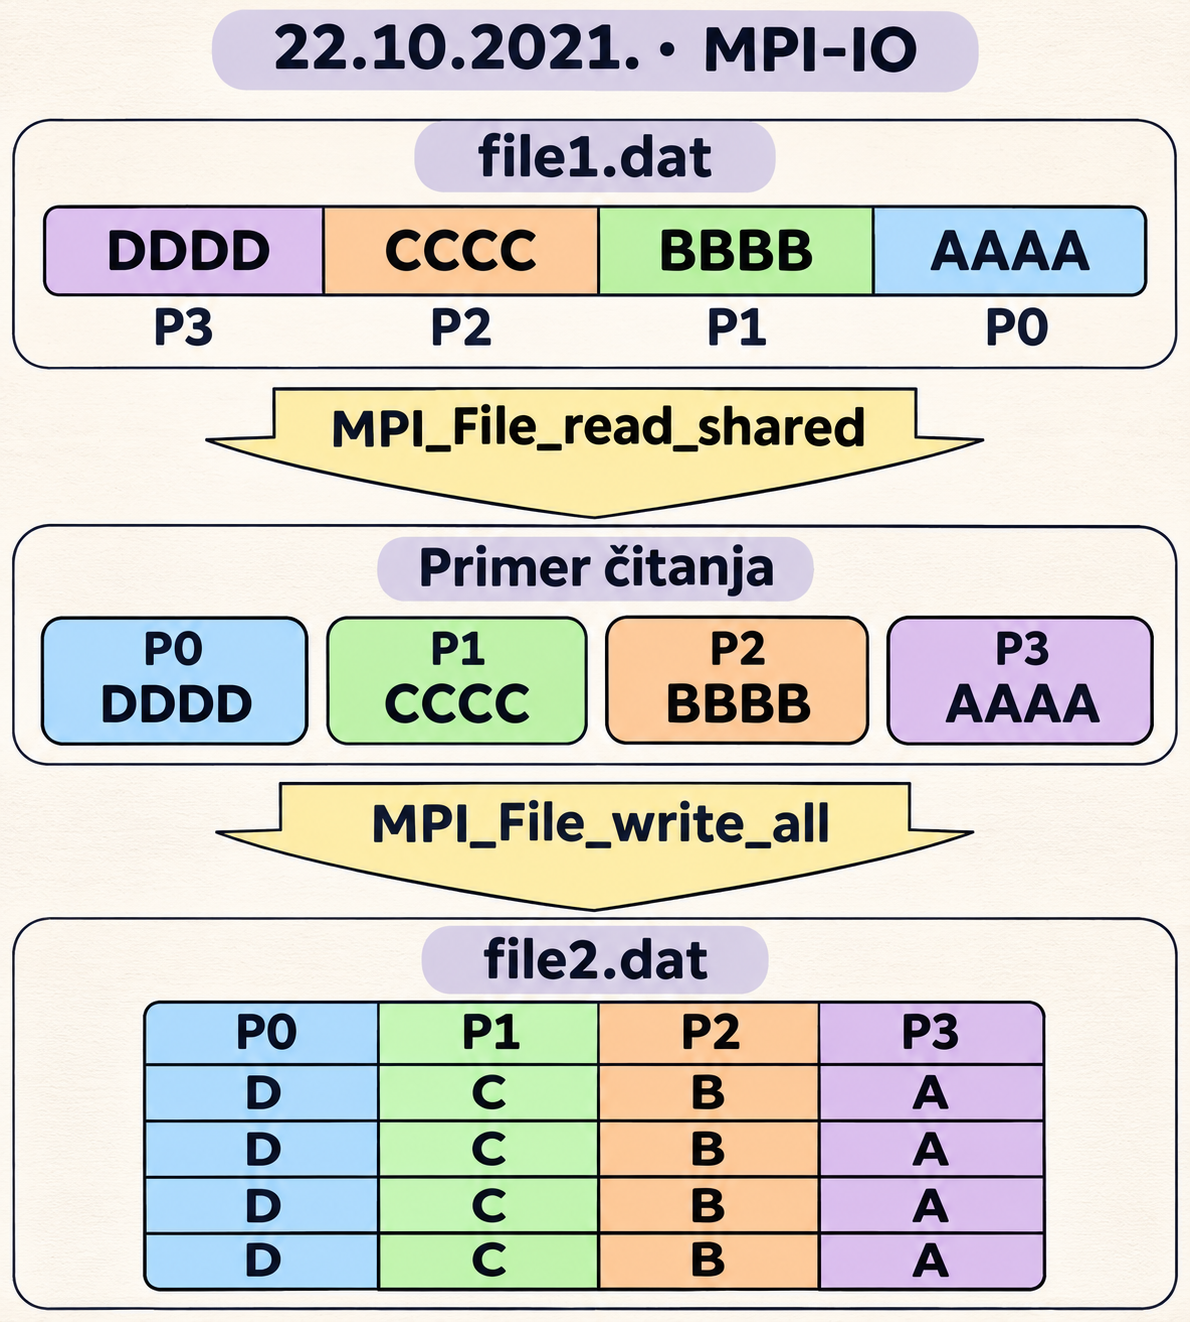 22.10.2021. • MPI-IO
file1.dat
DDDD CCCC BBBB AAAA
P3 P2 P1 P0
MPI_File_read_shared
Primer čitanja
P0 P1 P2 P3
DDDD CCCC BBBB AAAA
MPI_File_write_all
file2.dat
P0 P1 P2 P3
D C B A
D C B A
D C B A
D C B A